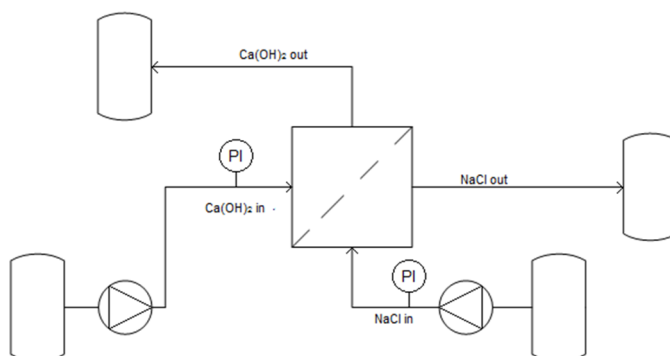 Ca(OH)₂ out
PI
NaCl out
Ca(OH)₂ in
PI
NaCl in